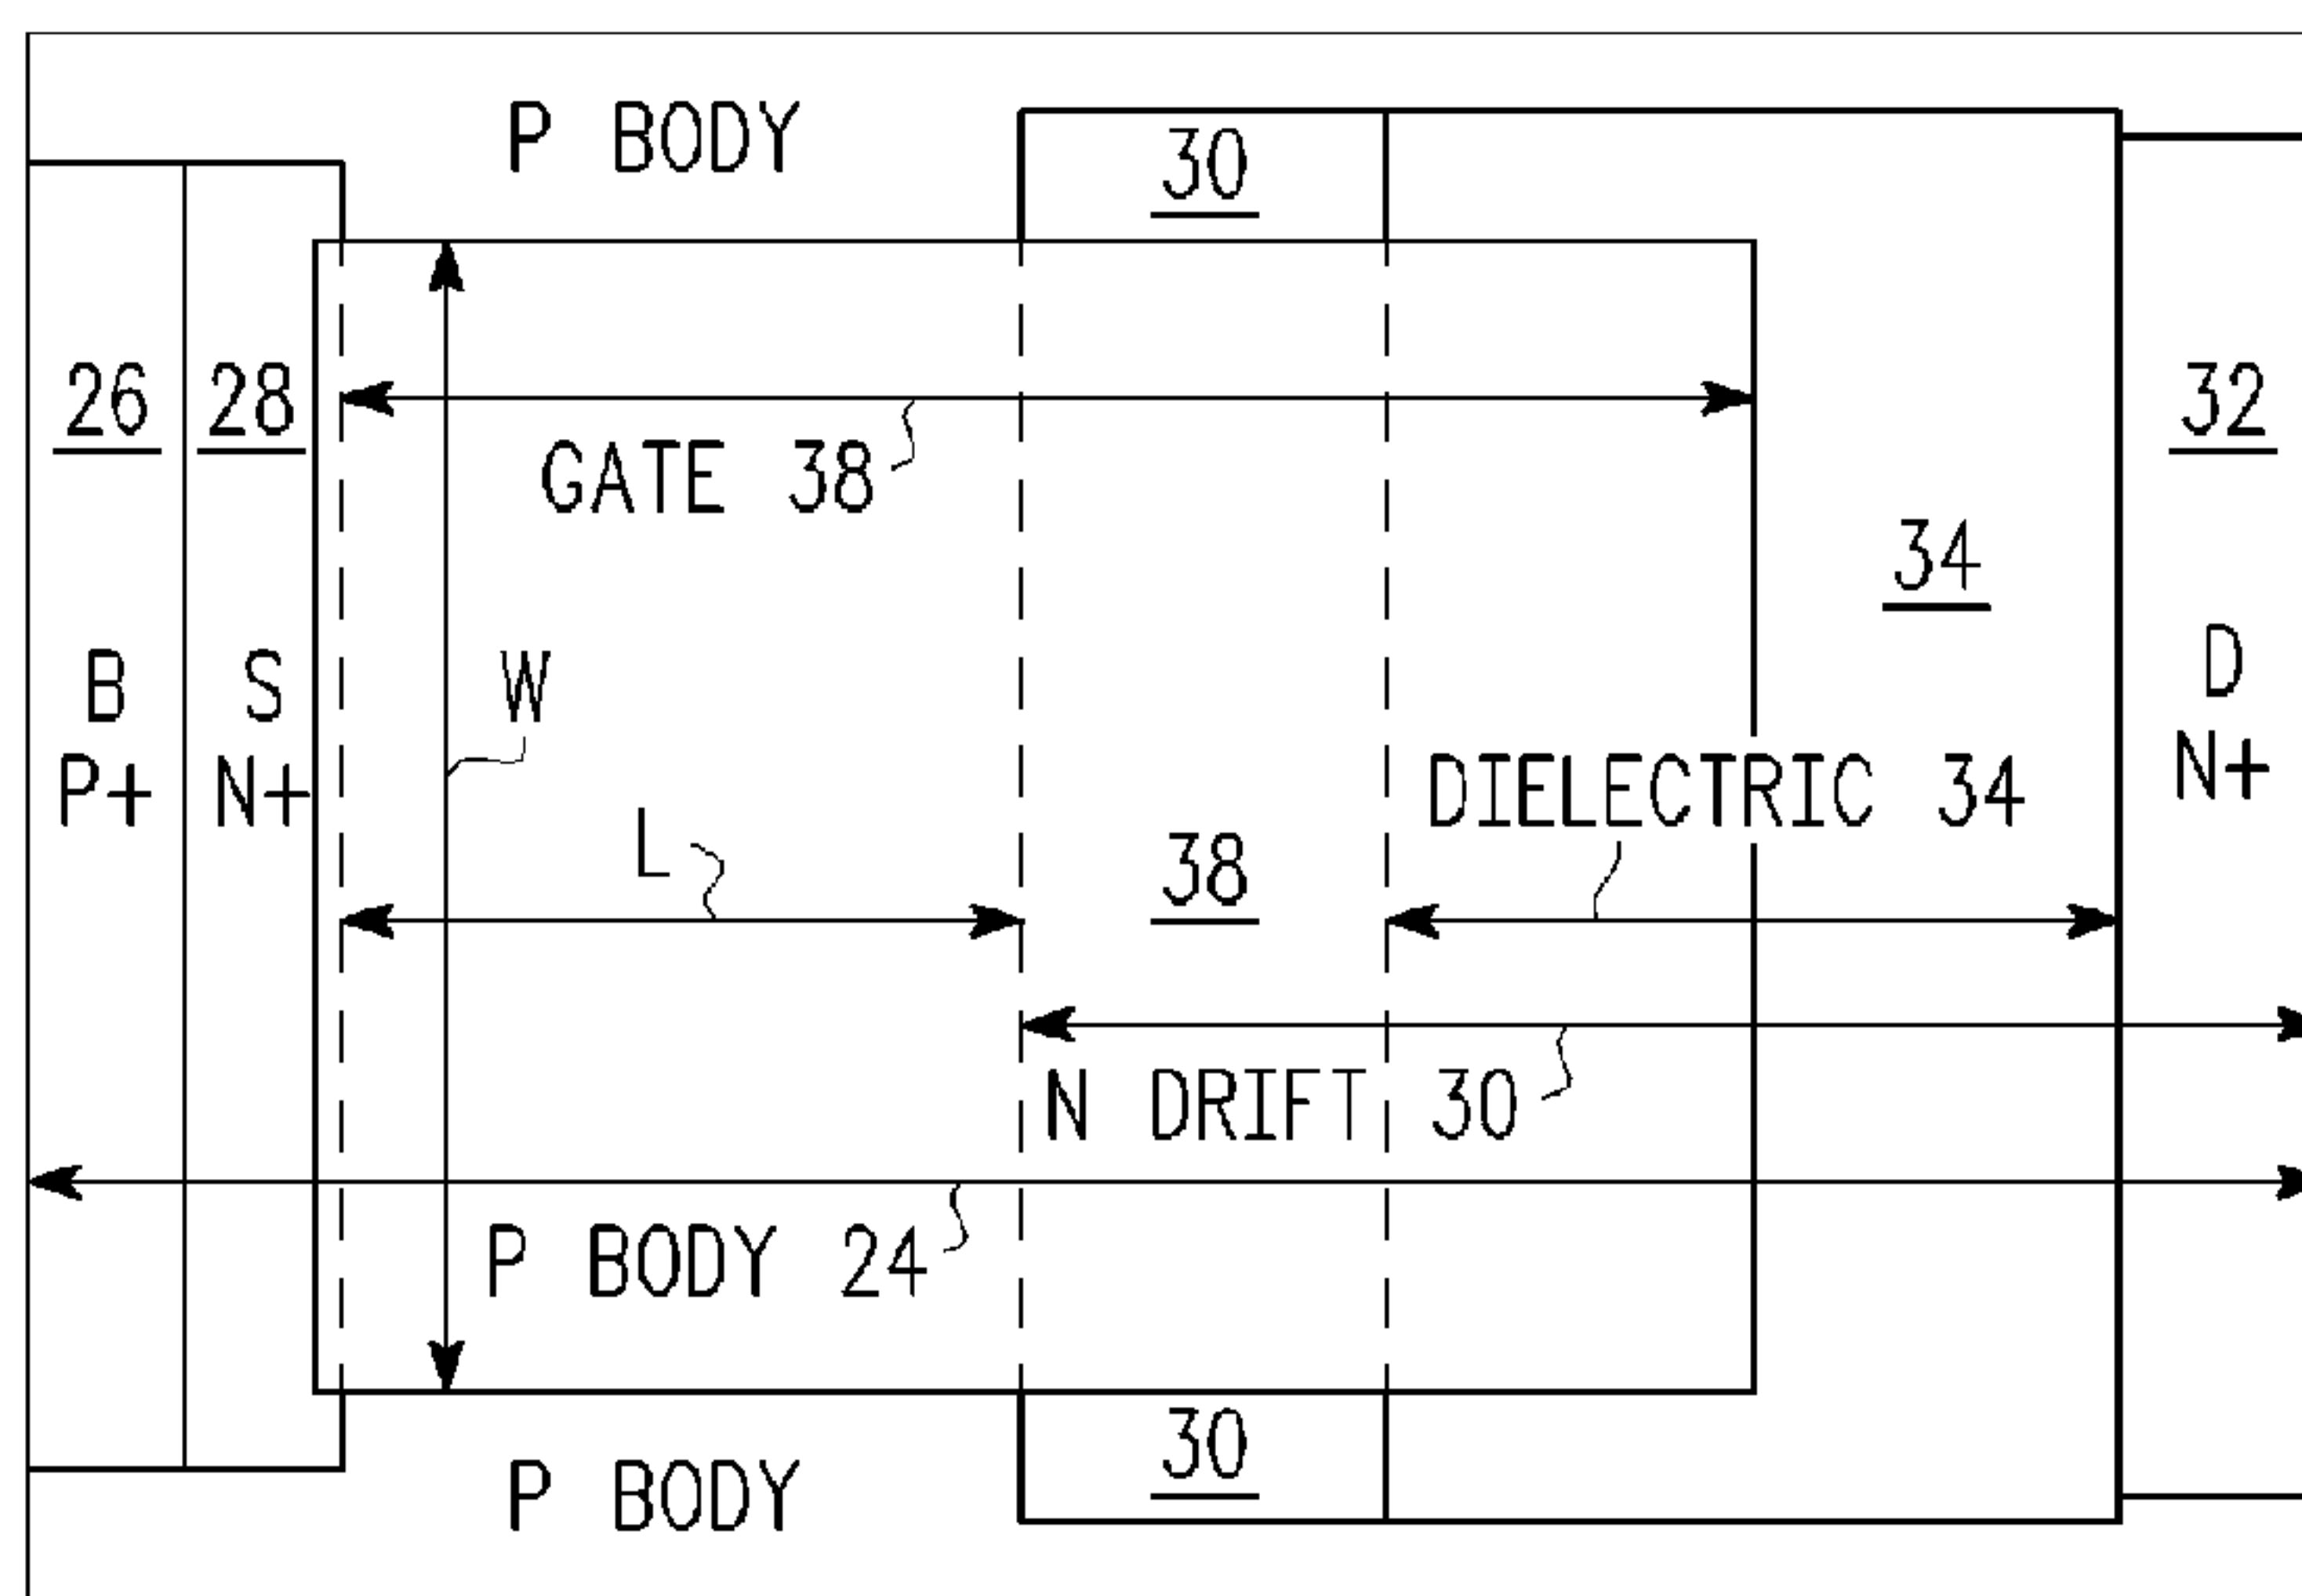 P BODY
30
26
28
GATE 38
32
34
B
P+
S
N+
W
L
38
DIELECTRIC 34
D
N+
N DRIFT 30
P BODY 24
30
P BODY